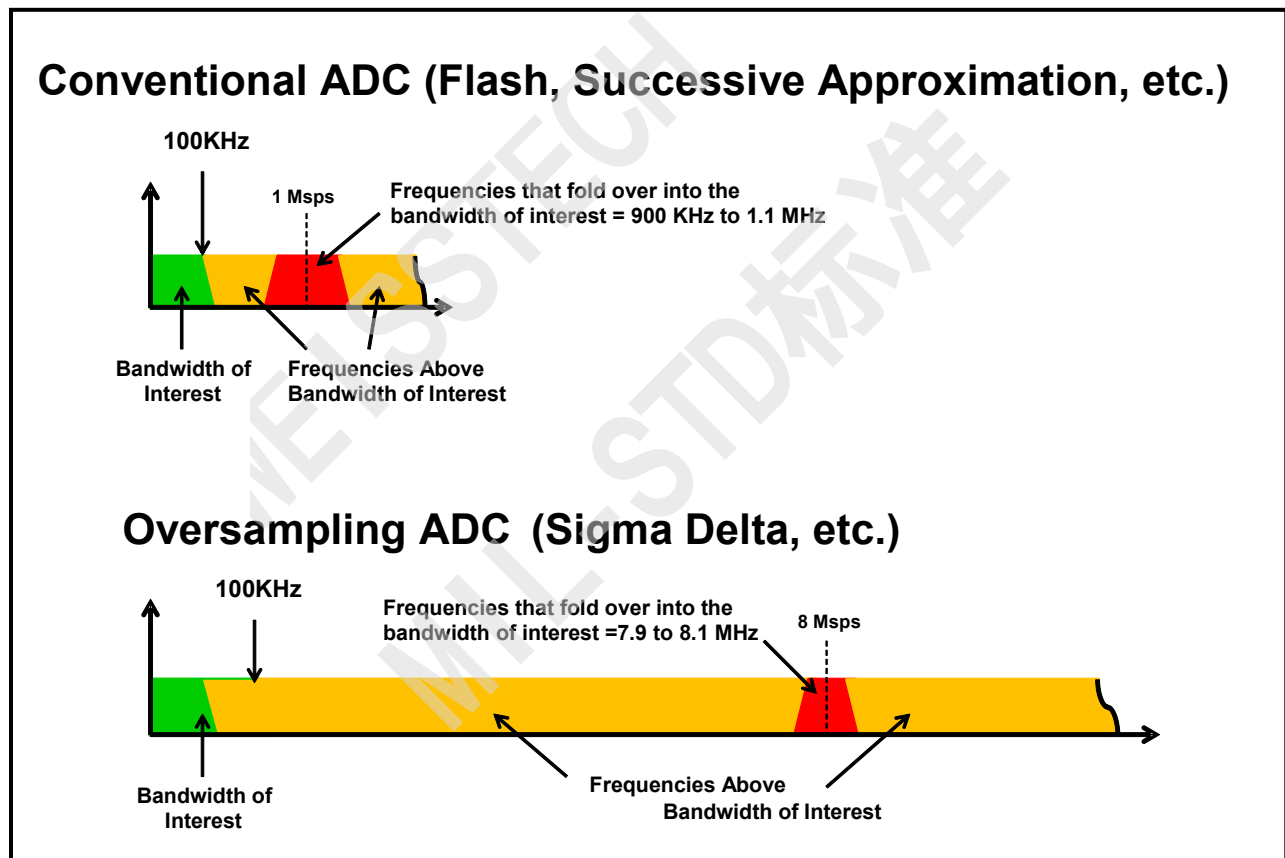 Conventional ADC (Flash, Successive Approximation, etc.)
100KHz
1 Msps
Frequencies that fold over into the
bandwidth of interest = 900 KHz to 1.1 MHz
Bandwidth of
Interest
Frequencies Above
Bandwidth of Interest
Oversampling ADC (Sigma Delta, etc.)
100KHz
Frequencies that fold over into the
bandwidth of interest =7.9 to 8.1 MHz
8 Msps
Bandwidth of
Interest
Frequencies Above
Bandwidth of Interest
WEISSTECH
MIL-STD标准